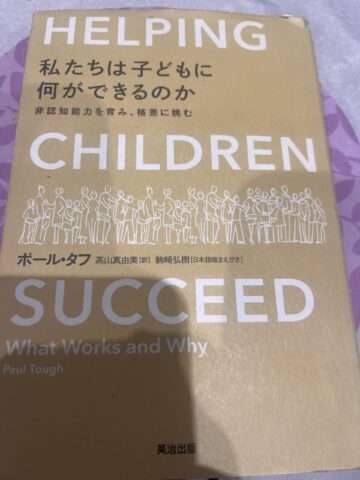 HELPING
私たちは子どもに
何ができるのか
非認知能力を育み、格差に挑む
CHILDREN
ポール・タフ 高山真由美[訳] 駒崎弘樹[日本語版まえがき]
SUCCEED
What Works and Why
Paul Tough
英治出版